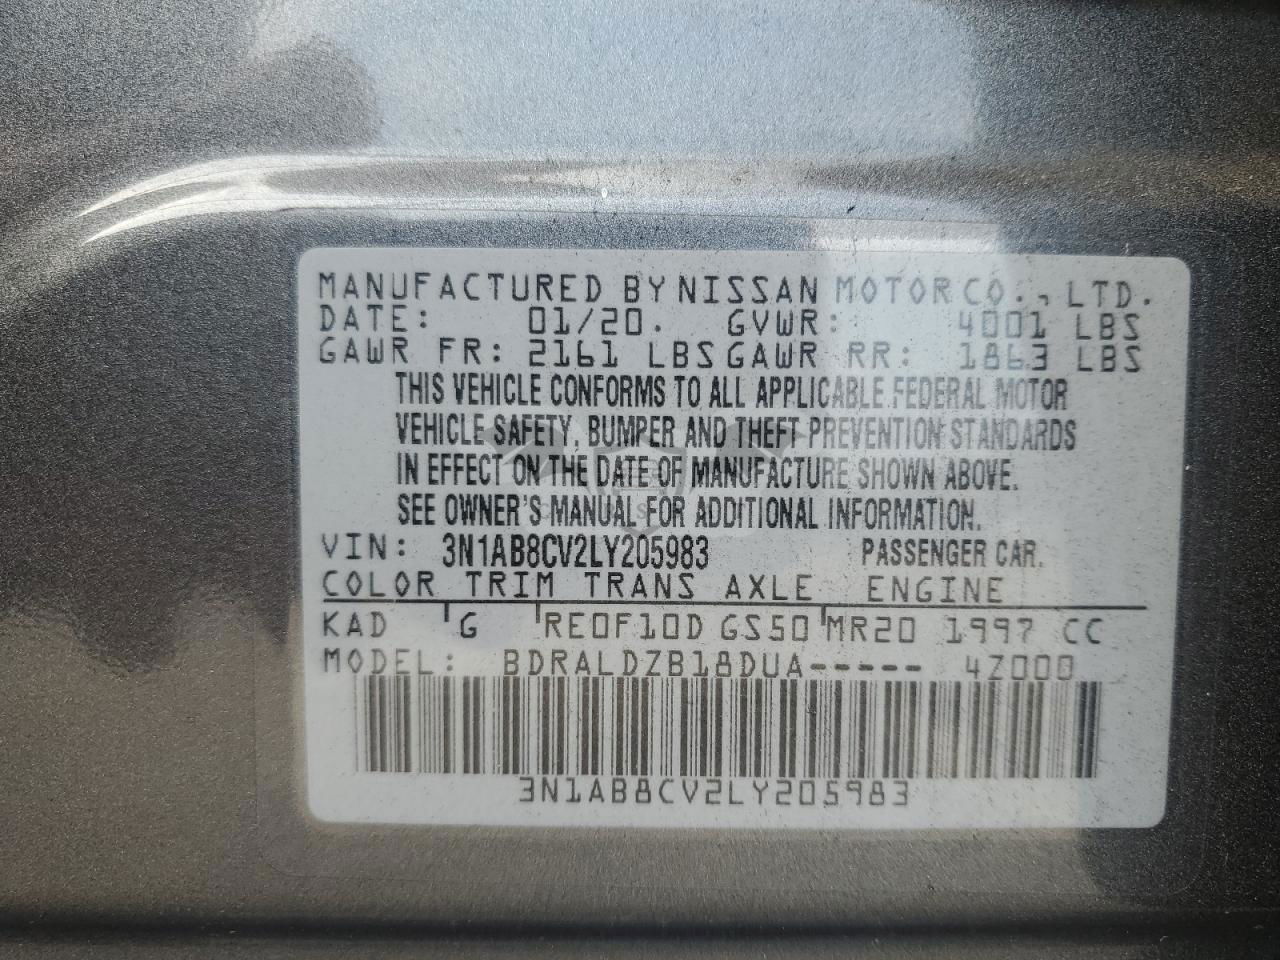 MANUFACTURED BY NISSAN MOTOR CO., LTD.
DATE: 01/20. GVWR: 4001 LBS
GAWR FR: 2161 LBS GAWR RR: 1863 LBS
THIS VEHICLE CONFORMS TO ALL APPLICABLE FEDERAL MOTOR
VEHICLE SAFETY, BUMPER AND THEFT PREVENTION STANDARDS
IN EFFECT ON THE DATE OF MANUFACTURE SHOWN ABOVE.
SEE OWNER'S MANUAL FOR ADDITIONAL INFORMATION.
VIN: 3N1AB8CV2LY205983 PASSENGER CAR.
COLOR TRIM TRANS AXLE ENGINE
KAD G RE0F10D GS50 MR20 1997 CC
MODEL: BDRALDZB18DUA----- 4Z000
3N1AB8CV2LY205983